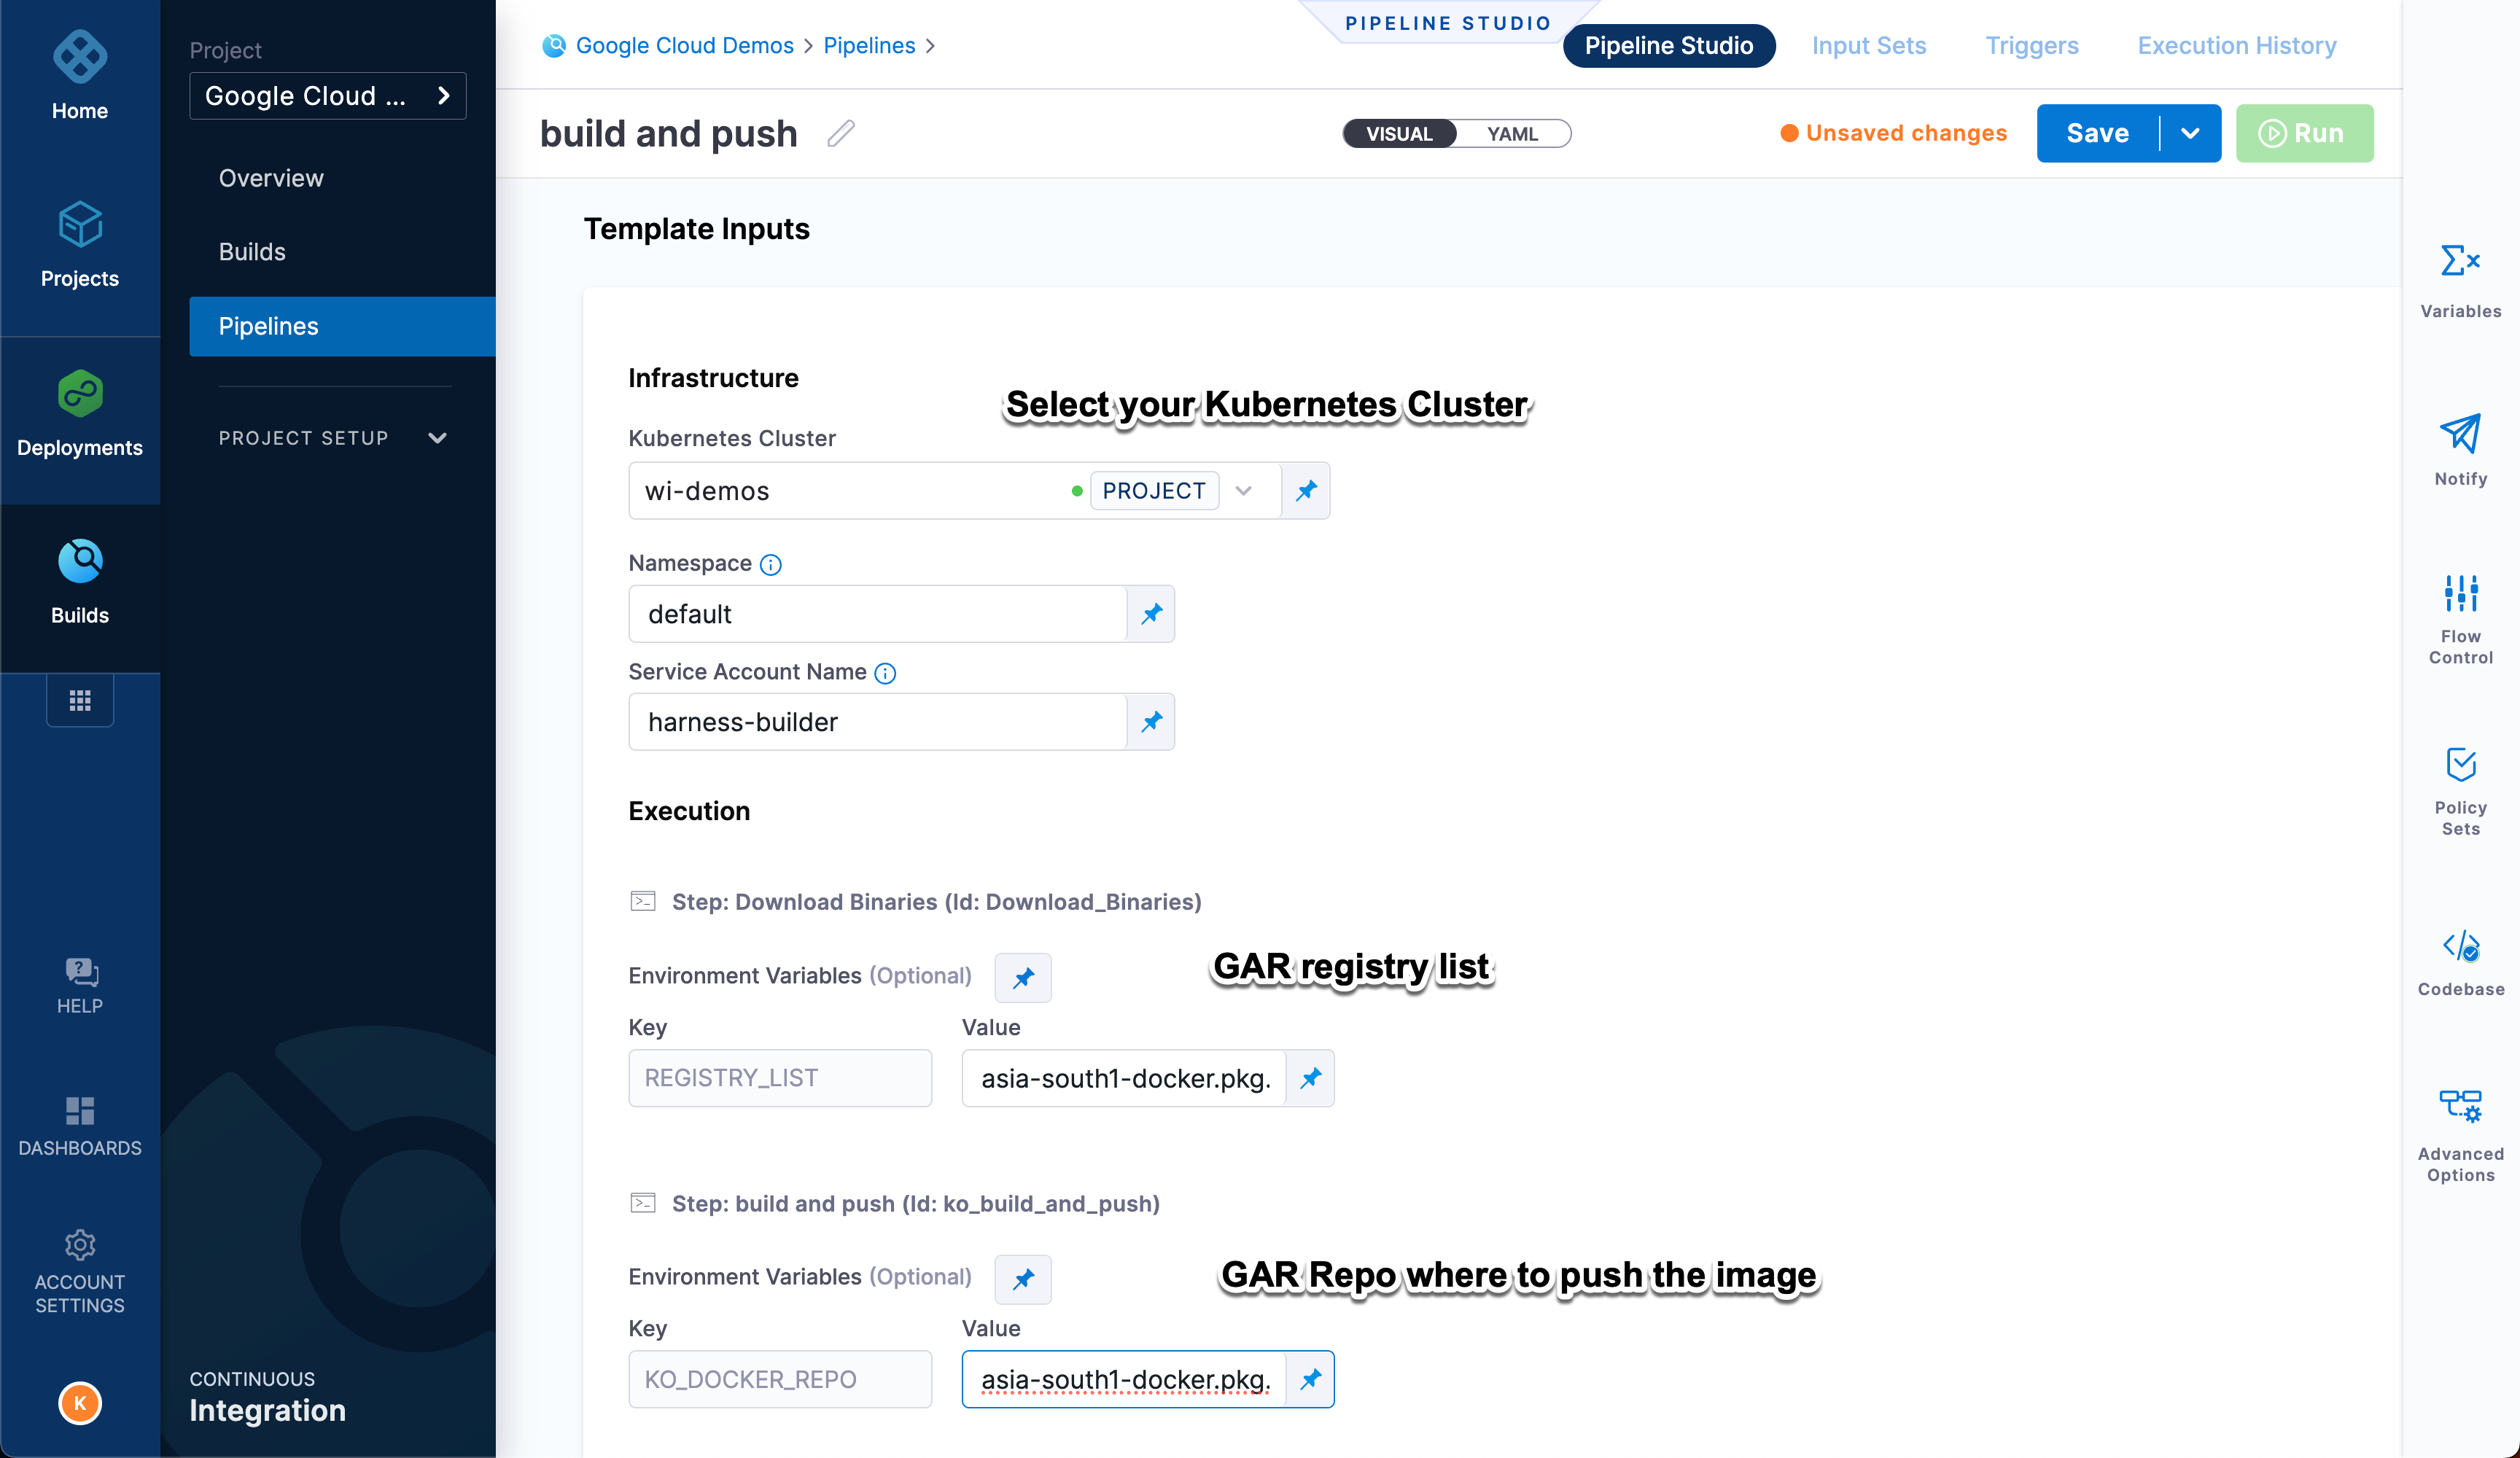 Home
Projects
Deployments
Builds
HELP
DASHBOARDS
ACCOUNT
SETTINGS
K
Project
Google Cloud ...
Overview
Builds
Pipelines
PROJECT SETUP
CONTINUOUS
Integration
Google Cloud Demos > Pipelines >
PIPELINE STUDIO
Pipeline Studio
Input Sets
Triggers
Execution History
build and push
VISUAL
YAML
Unsaved changes
Save
Run
Template Inputs
Infrastructure
Select your Kubernetes Cluster
Kubernetes Cluster
wi-demos
PROJECT
Namespace
default
Service Account Name
harness-builder
Execution
Step: Download Binaries (Id: Download_Binaries)
Environment Variables (Optional)
GAR registry list
Key
Value
REGISTRY_LIST
asia-south1-docker.pkg.
Step: build and push (Id: ko_build_and_push)
Environment Variables (Optional)
GAR Repo where to push the image
Key
Value
KO_DOCKER_REPO
asia-south1-docker.pkg.
Variables
Notify
Flow
Control
Policy
Sets
Codebase
Advanced
Options